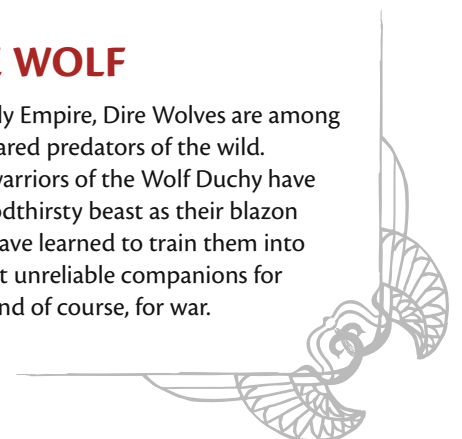 WOLF
ly Empire, Dire Wolves are among
ared predators of the wild.
warriors of the Wolf Duchy have
odthirsty beast as their blazon
ave learned to train them into
t unreliable companions for
nd of course, for war.